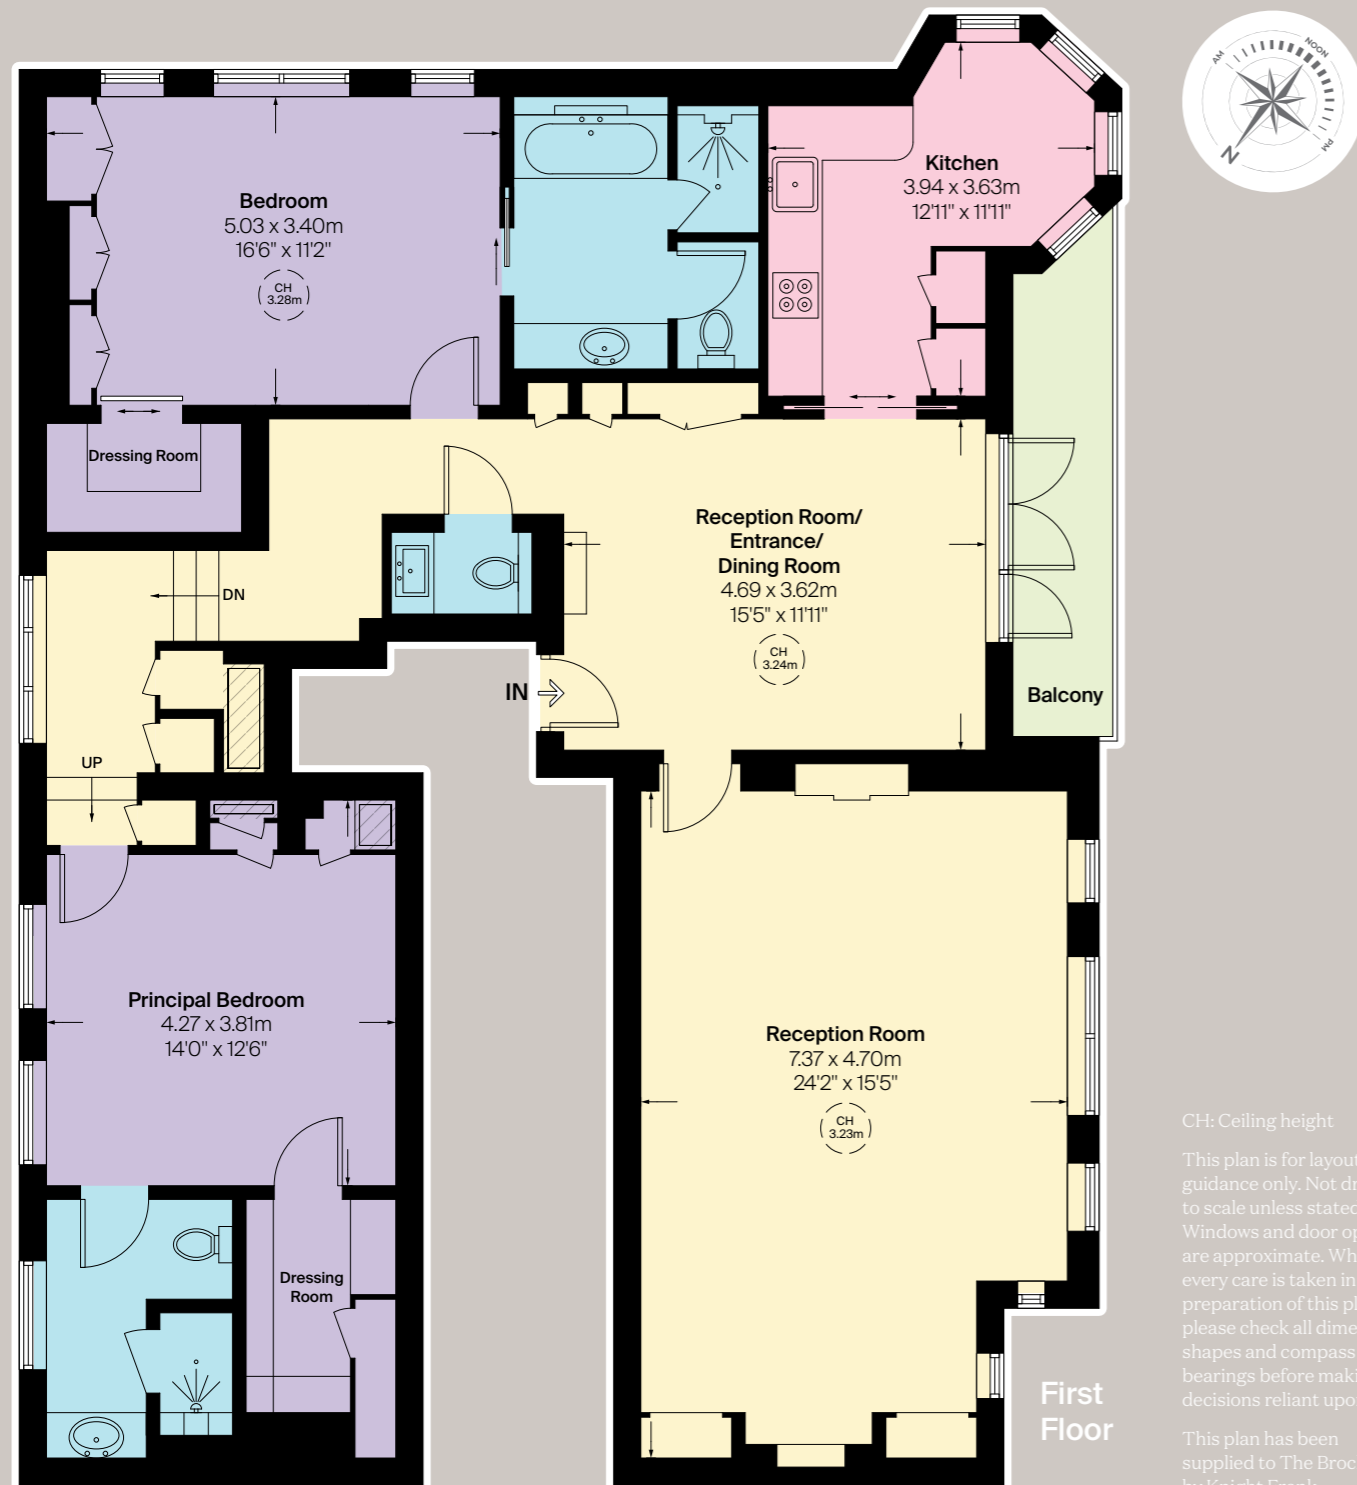 AM
NOON
PM
N
Kitchen
3.94 x 3.63m
12'11" x 11'11"
Bedroom
5.03 x 3.40m
16'6" x 11'2"
CH
3.28m
Dressing Room
Reception Room/
Entrance/
Dining Room
4.69 x 3.62m
15'5" x 11'11"
CH
3.24m
DN
IN
Balcony
UP
Principal Bedroom
4.27 x 3.81m
14'0" x 12'6"
Reception Room
7.37 x 4.70m
24'2" x 15'5"
CH
3.23m
Dressing
Room
First
Floor
CH: Ceiling height
This plan is for layout
guidance only. Not dr
to scale unless stated
Windows and door op
are approximate. Wh
every care is taken in
preparation of this pl
please check all dime
shapes and compass
bearings before maki
decisions reliant upo
This plan has been
supplied to The Broc
by Knight Frank